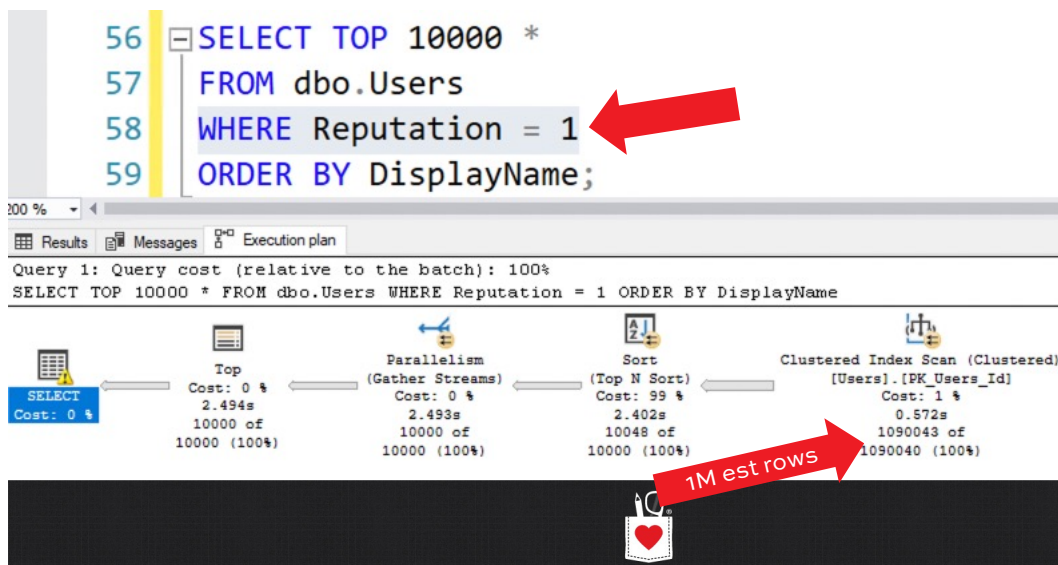 56 SELECT TOP 10000 *
57 FROM dbo.Users
58 WHERE Reputation = 1
59 ORDER BY DisplayName;
200 %
Results Messages Execution plan
Query 1: Query cost (relative to the batch): 100%
SELECT TOP 10000 * FROM dbo.Users WHERE Reputation = 1 ORDER BY DisplayName
SELECT
Cost: 0 %
Top
Cost: 0 %
2.494s
10000 of
10000 (100%)
Parallelism
(Gather Streams)
Cost: 0 %
2.493s
10000 of
10000 (100%)
Sort
(Top N Sort)
Cost: 99 %
2.402s
10048 of
10000 (100%)
Clustered Index Scan (Clustered)
[Users].[PK_Users_Id]
Cost: 1 %
0.572s
1090043 of
1090040 (100%)
1M est rows